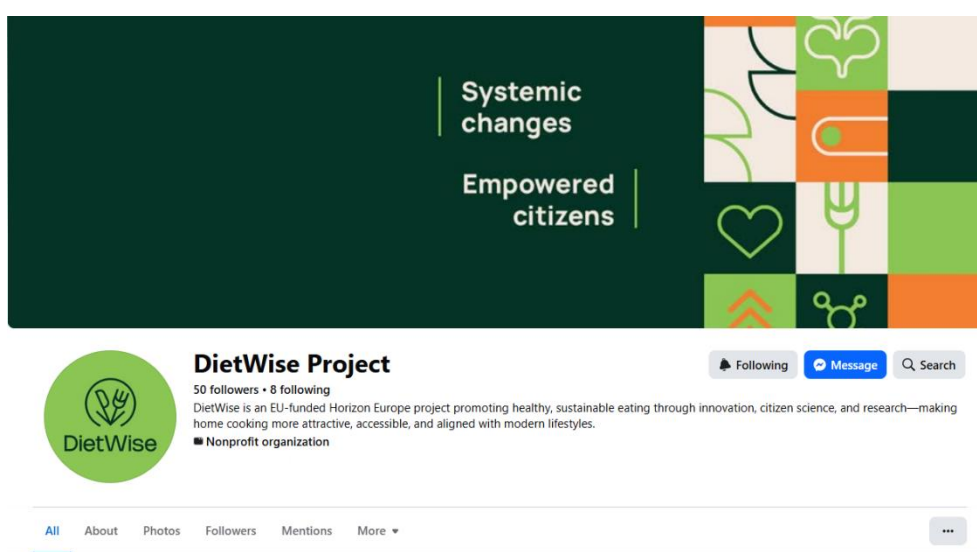 Systemic
changes
Empowered
citizens
DietWise
DietWise Project
50 followers • 8 following
DietWise is an EU-funded Horizon Europe project promoting healthy, sustainable eating through innovation, citizen science, and research—making
home cooking more attractive, accessible, and aligned with modern lifestyles.
Nonprofit organization
Following
Message
Search
All
About
Photos
Followers
Mentions
More